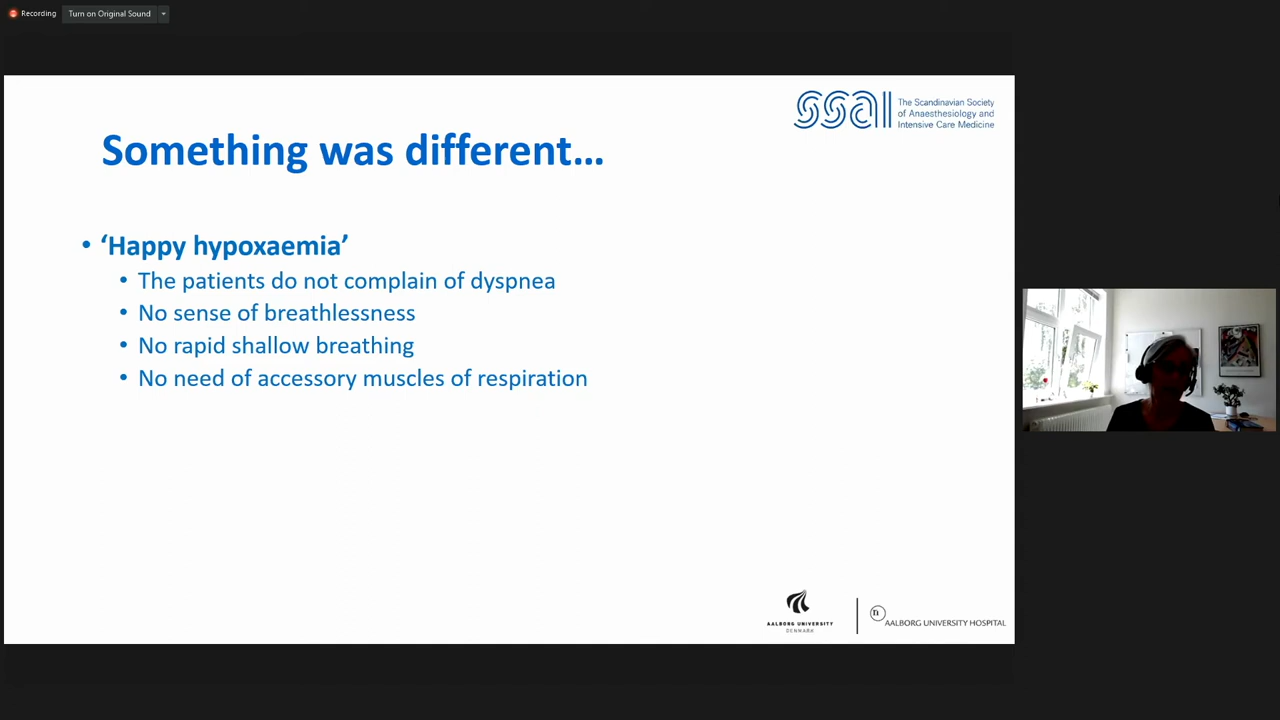 Recording
Turn on Original Sound
ssai
The Scandinavian Society
of Anaesthesiology and
Intensive Care Medicine
Something was different...
• ‘Happy hypoxaemia’
• The patients do not complain of dyspnea
• No sense of breathlessness
• No rapid shallow breathing
• No need of accessory muscles of respiration
AALBORG UNIVERSITY
DENMARK
n
AALBORG UNIVERSITY HOSPITAL